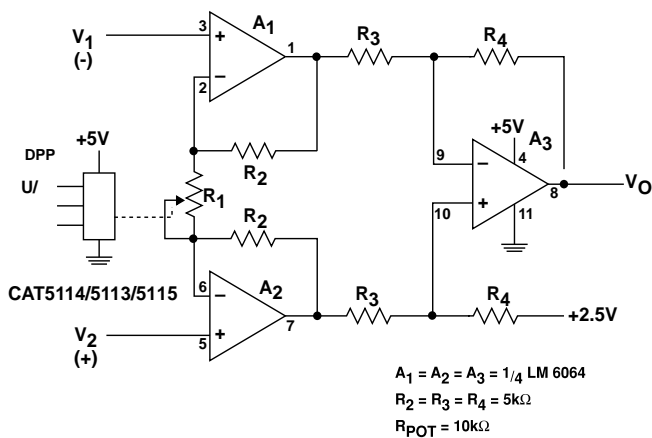 A1
R3
R4
V1
(-)
3
+
1
−
2
+5V
A3
DPP
+5V
R2
9
−
4
U/
R1
8
VO
R2
10
+
11
CAT5114/5113/5115
6
−
A2
R3
R4
7
+2.5V
V2
(+)
5
+
A1 = A2 = A3 = 1/4 LM 6064
R2 = R3 = R4 = 5kΩ
RPOT = 10kΩ